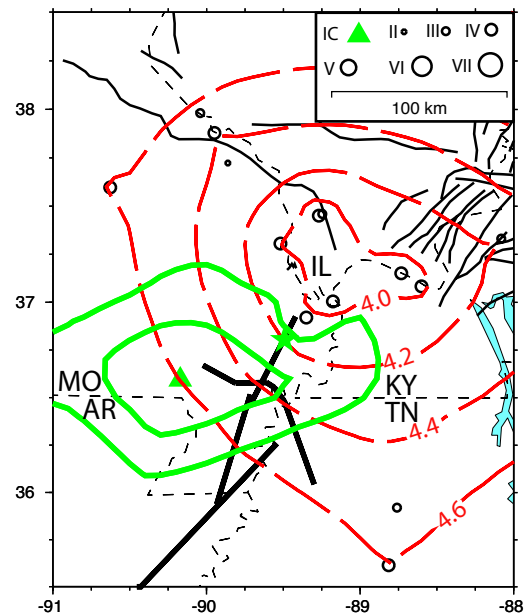 IC II III IV
V VI VII
100 km
38
37
36
-91 -90 -89 -88
IL
4.0
4.2
MO KY
AR TN
4.4
4.6